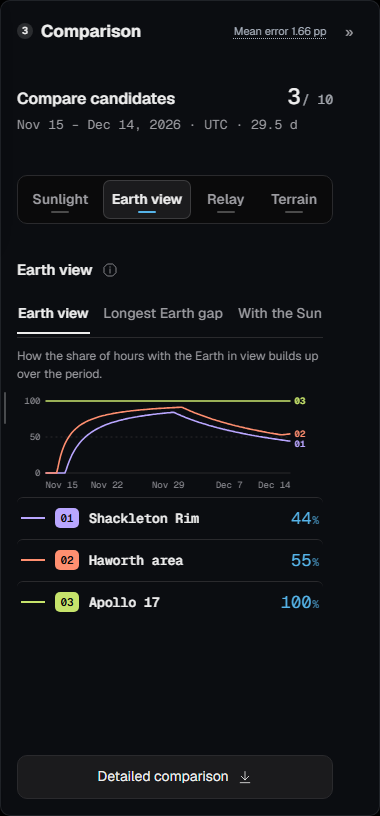 3 Comparison Mean error 1.66 pp »
Compare candidates 3 / 10
Nov 15 – Dec 14, 2026 · UTC · 29.5 d
Sunlight Earth view Relay Terrain
Earth view
Earth view Longest Earth gap With the Sun
How the share of hours with the Earth in view builds up
over the period.
100 03
50 02
01
0
Nov 15 Nov 22 Nov 29 Dec 7 Dec 14
01 Shackleton Rim 44%
02 Haworth area 55%
03 Apollo 17 100%
Detailed comparison